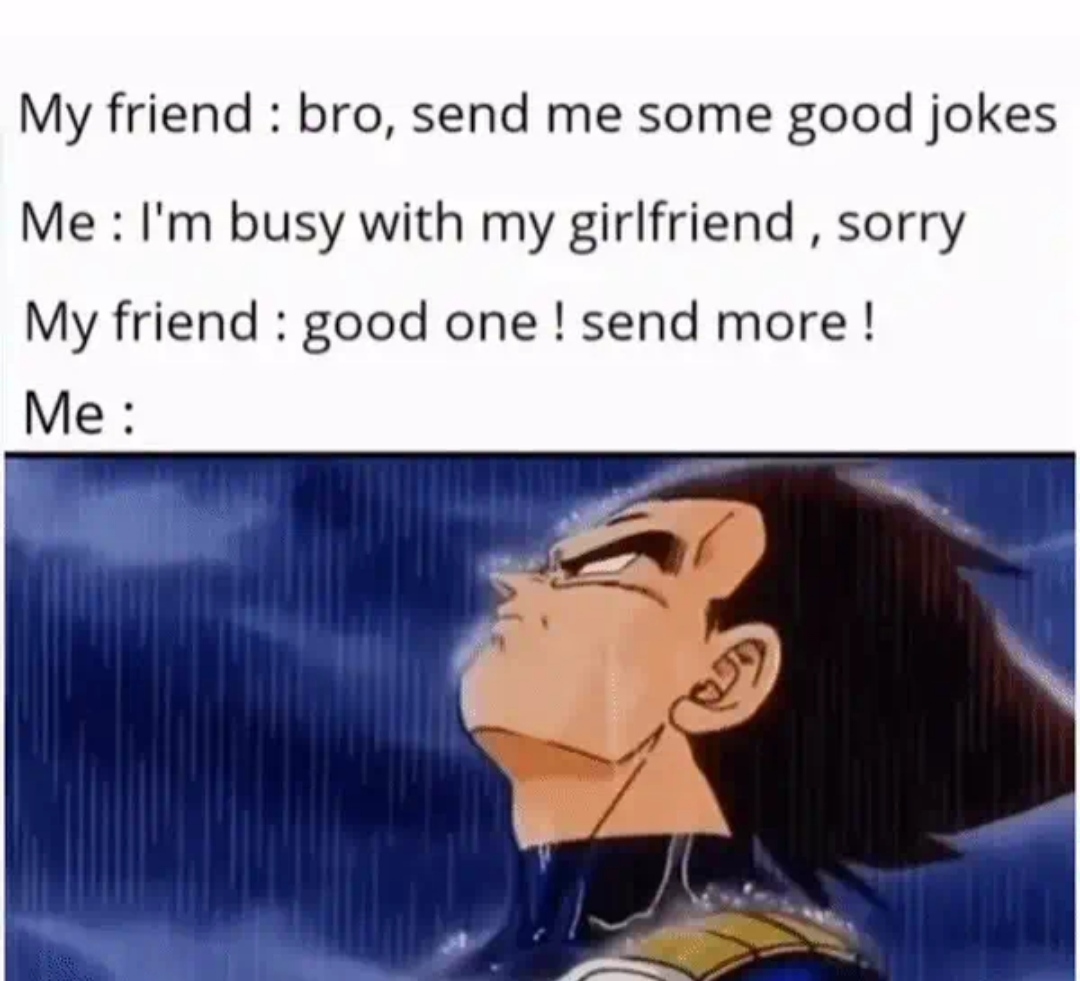 My friend : bro, send me some good jokes
Me : I'm busy with my girlfriend , sorry
My friend : good one ! send more !
Me :